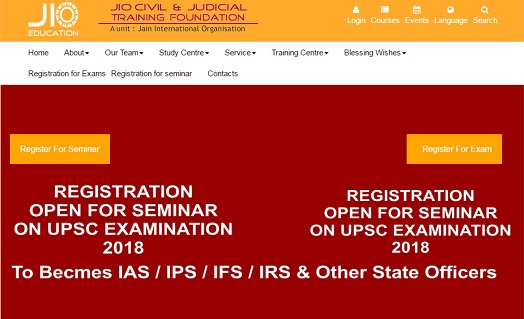 JIO
EDUCATION
JIO CIVIL & JUDICIAL
TRAINING FOUNDATION
A unit : Jain International Organisation
Login Courses Events Language Search
Home About Our Team Study Centre Service Training Centre Blessing Wishes
Registration for Exams Registration for seminar Contacts
Register For Seminar
Register For Exam
REGISTRATION
OPEN FOR SEMINAR
ON UPSC EXAMINATION
2018
REGISTRATION
OPEN FOR SEMINAR
ON UPSC EXAMINATION
2018
To Becmes IAS / IPS / IFS / IRS & Other State Officers